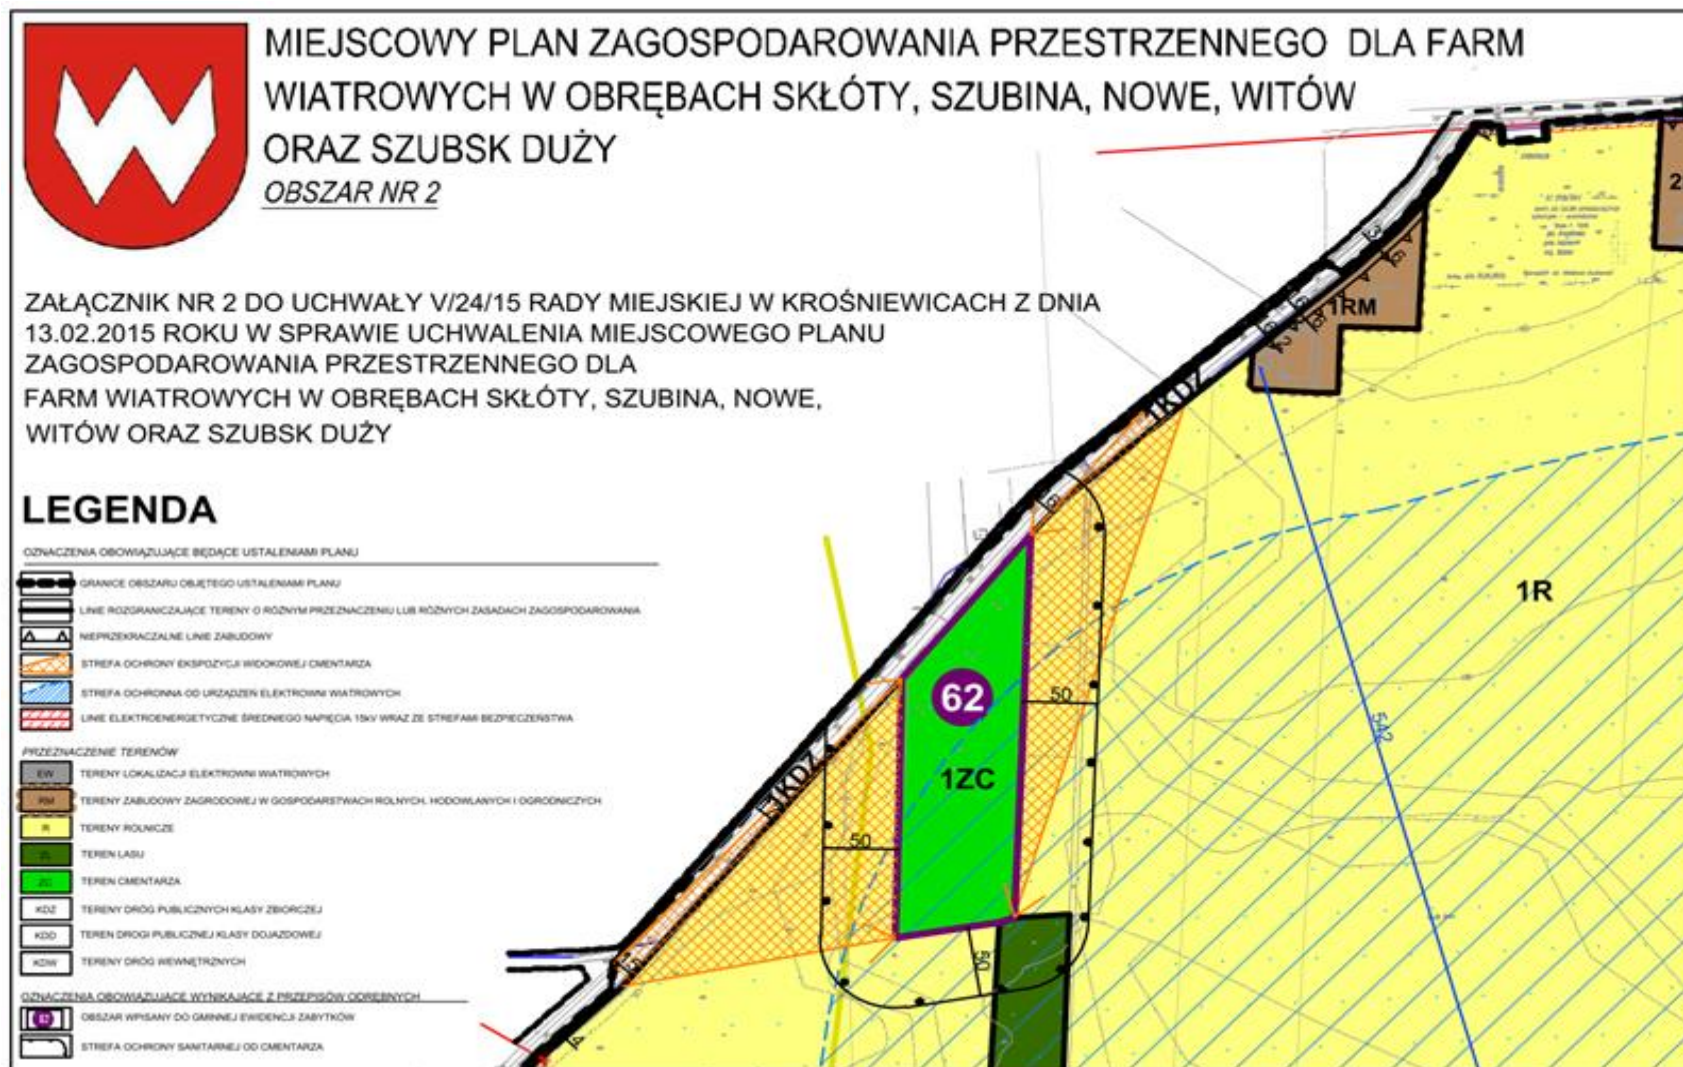 MIEJSCOWY PLAN ZAGOSPODAROWANIA PRZESTRZENNEGO DLA FARM
WIATROWYCH W OBRĘBACH SKŁÓTY, SZUBINA, NOWE, WITÓW
ORAZ SZUBSK DUŻY
OBSZAR NR 2
ZAŁĄCZNIK NR 2 DO UCHWAŁY V/24/15 RADY MIEJSKIEJ W KROŚNIEWICACH Z DNIA
13.02.2015 ROKU W SPRAWIE UCHWALENIA MIEJSCOWEGO PLANU
ZAGOSPODAROWANIA PRZESTRZENNEGO DLA
FARM WIATROWYCH W OBRĘBACH SKŁÓTY, SZUBINA, NOWE,
WITÓW ORAZ SZUBSK DUŻY
LEGENDA
OZNACZENIA OBOWIĄZUJĄCE BĘDĄCE USTALENIAMI PLANU
GRANICE OBSZARU OBJĘTEGO USTALENIAMI PLANU
LINIE ROZGRANICZAJĄCE TERENY O RÓŻNYM PRZEZNACZENIU LUB RÓŻNYCH ZASADACH ZAGOSPODAROWANIA
NIEPRZEKRACZALNE LINIE ZABUDOWY
STREFA OCHRONY EKSPOZYCJI WIDOKOWEJ CMENTARZA
STREFA OCHRONNA OD URZĄDZEŃ ELEKTROWNI WIATROWYCH
LINIE ELEKTROENERGETYCZNE ŚREDNIEGO NAPIĘCIA 15kV WRAZ ZE STREFAMI BEZPIECZEŃSTWA
PRZEZNACZENIE TERENÓW
EW TERENY LOKALIZACJI ELEKTROWNI WIATROWYCH
RM TERENY ZABUDOWY ZAGRODOWEJ W GOSPODARSTWACH ROLNYCH, HODOWLANYCH I OGRODNICZYCH
R TERENY ROLNICZE
ZL TEREN LASU
ZC TEREN CMENTARZA
KDZ TERENY DRÓG PUBLICZNYCH KLASY ZBIORCZEJ
KDD TEREN DROGI PUBLICZNEJ KLASY DOJAZDOWEJ
KDW TERENY DRÓG WEWNĘTRZNYCH
OZNACZENIA OBOWIĄZUJĄCE WYNIKAJĄCE Z PRZEPISÓW ODRĘBNYCH
62 OBSZAR WPISANY DO GMINNEJ EWIDENCJI ZABYTKÓW
STREFA OCHRONY SANITARNEJ OD CMENTARZA
2
1RM
1KDZ
1R
62
50
542
1ZC
1KDZ
50
50